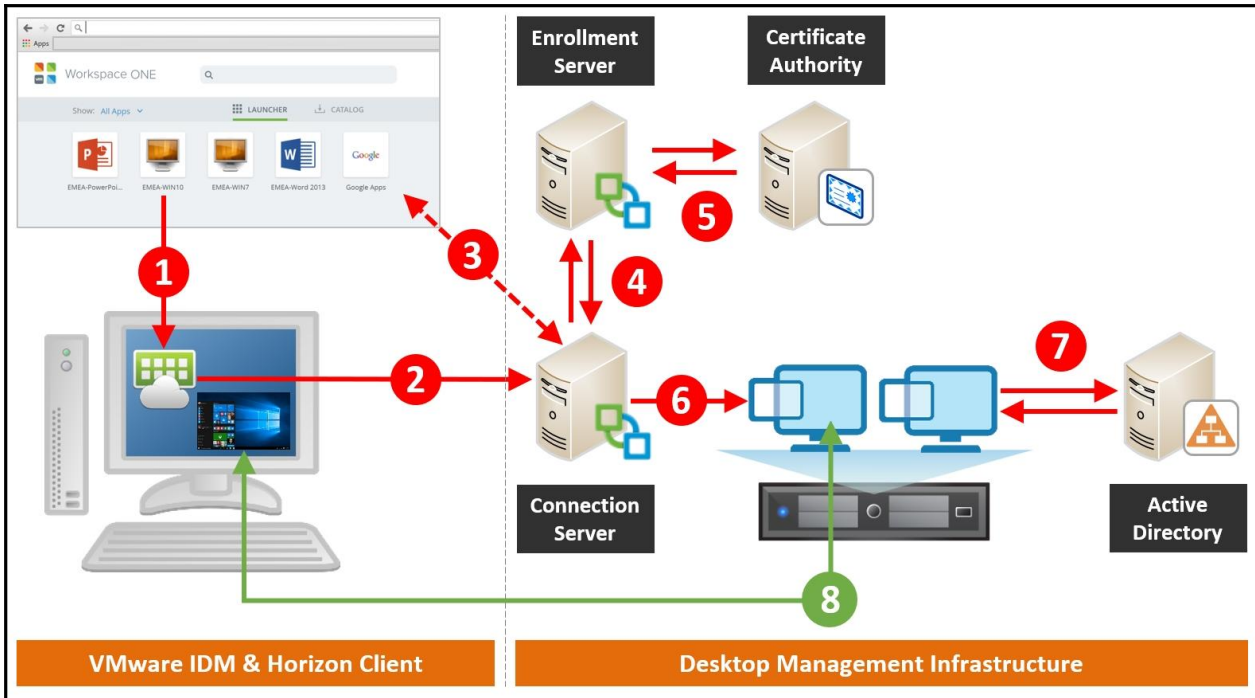 Apps
Workspace ONE
Show: All Apps
LAUNCHER
CATALOG
P
W
Google
EMEA-PowerPoi...
EMEA-WIN10
EMEA-WIN7
EMEA-Word 2013
Google Apps
Enrollment
Server
Certificate
Authority
1
2
3
4
5
6
7
8
Connection
Server
Active
Directory
VMware IDM & Horizon Client
Desktop Management Infrastructure